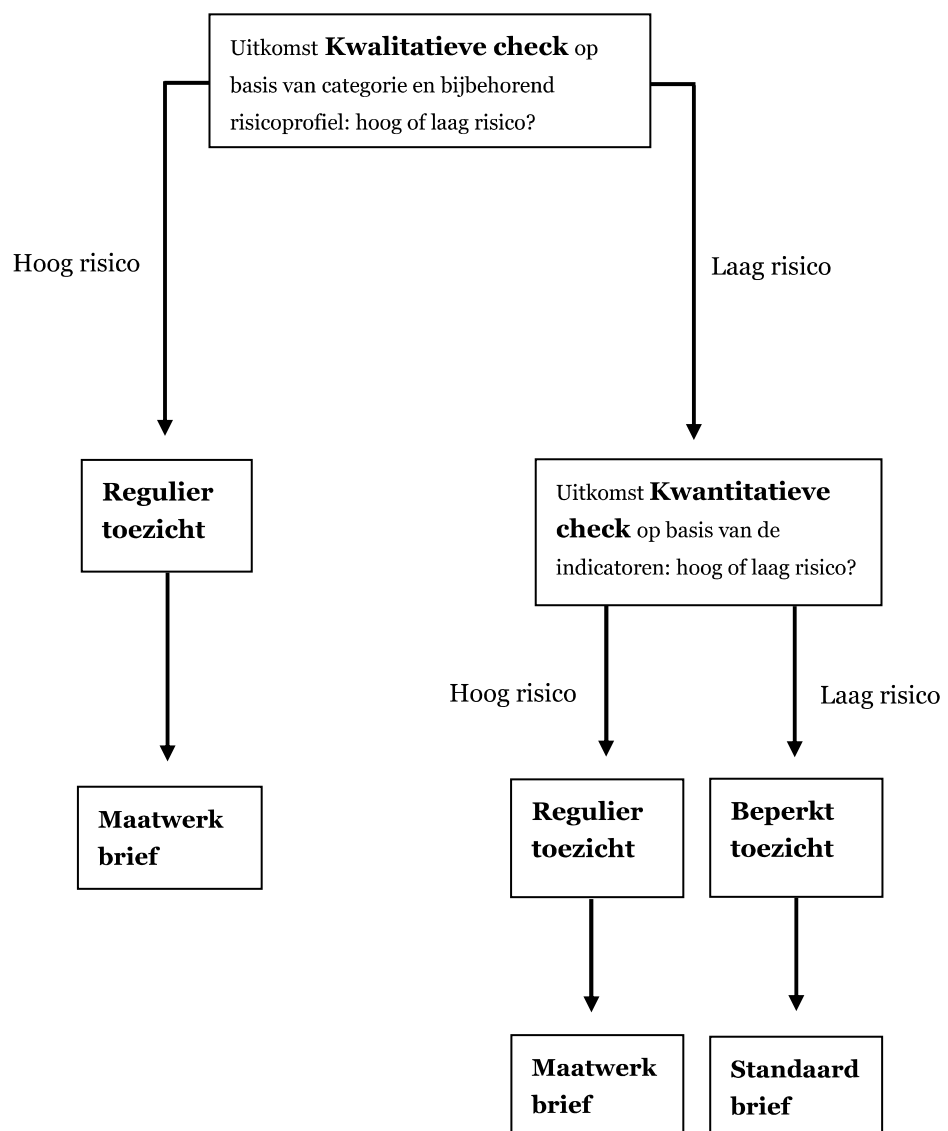 Uitkomst Kwalitatieve check op
basis van categorie en bijbehorend
risicoprofiel: hoog of laag risico?
Hoog risico
Laag risico
Regulier
toezicht
Uitkomst Kwantitatieve
check op basis van de
indicatoren: hoog of laag risico?
Hoog risico
Laag risico
Maatwerk
brief
Regulier
toezicht
Beperkt
toezicht
Maatwerk
brief
Standaard
brief